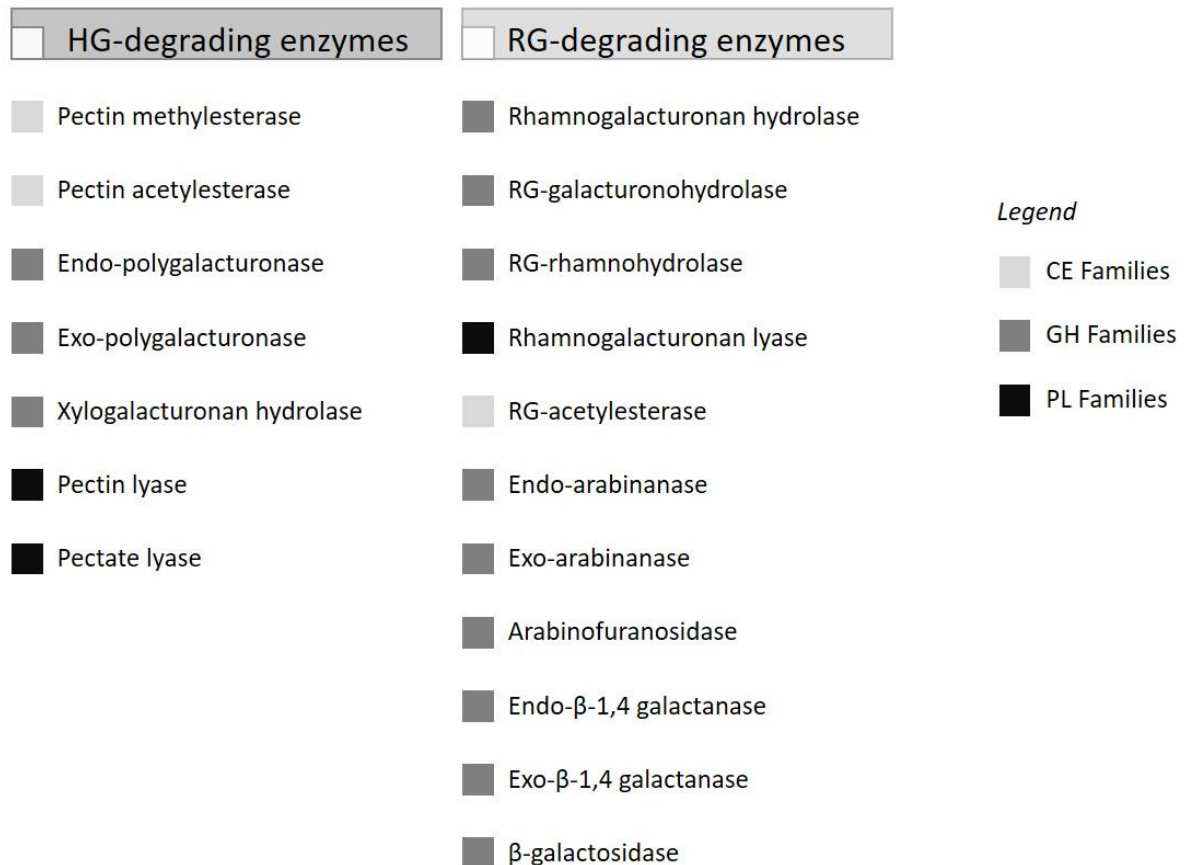 HG-degrading enzymes
Pectin methylesterase
Pectin acetylesterase
Endo-polygalacturonase
Exo-polygalacturonase
Xylogalacturonan hydrolase
Pectin lyase
Pectate lyase
RG-degrading enzymes
Rhamnogalacturonan hydrolase
RG-galacturonohydrolase
RG-rhamnohydrolase
Rhamnogalacturonan lyase
RG-acetylesterase
Endo-arabinanase
Exo-arabinanase
Arabinofuranosidase
Endo-β-1,4 galactanase
Exo-β-1,4 galactanase
β-galactosidase
Legend
CE Families
GH Families
PL Families